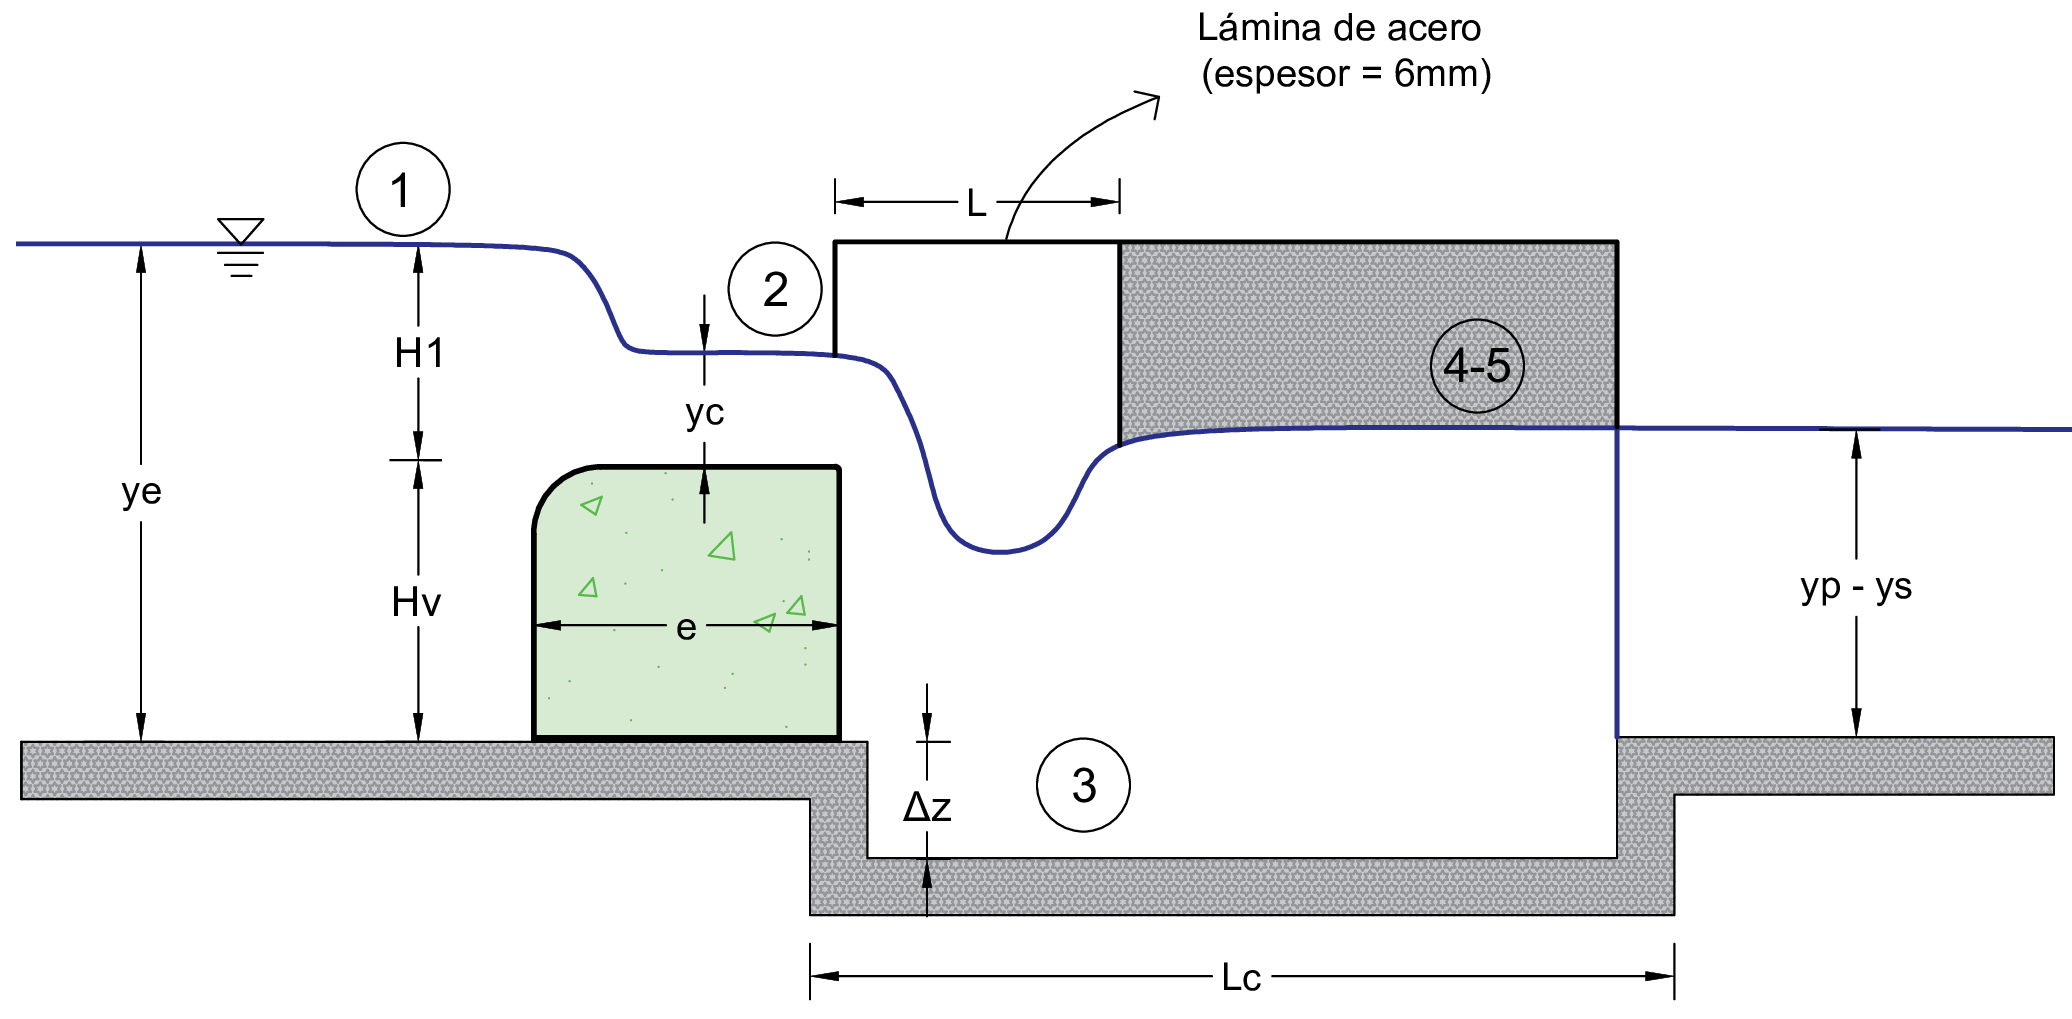 Lámina de acero
(espesor = 6mm)
1
L
2
H1
4-5
yc
ye
yp - ys
Hv
e
3
Δz
Lc